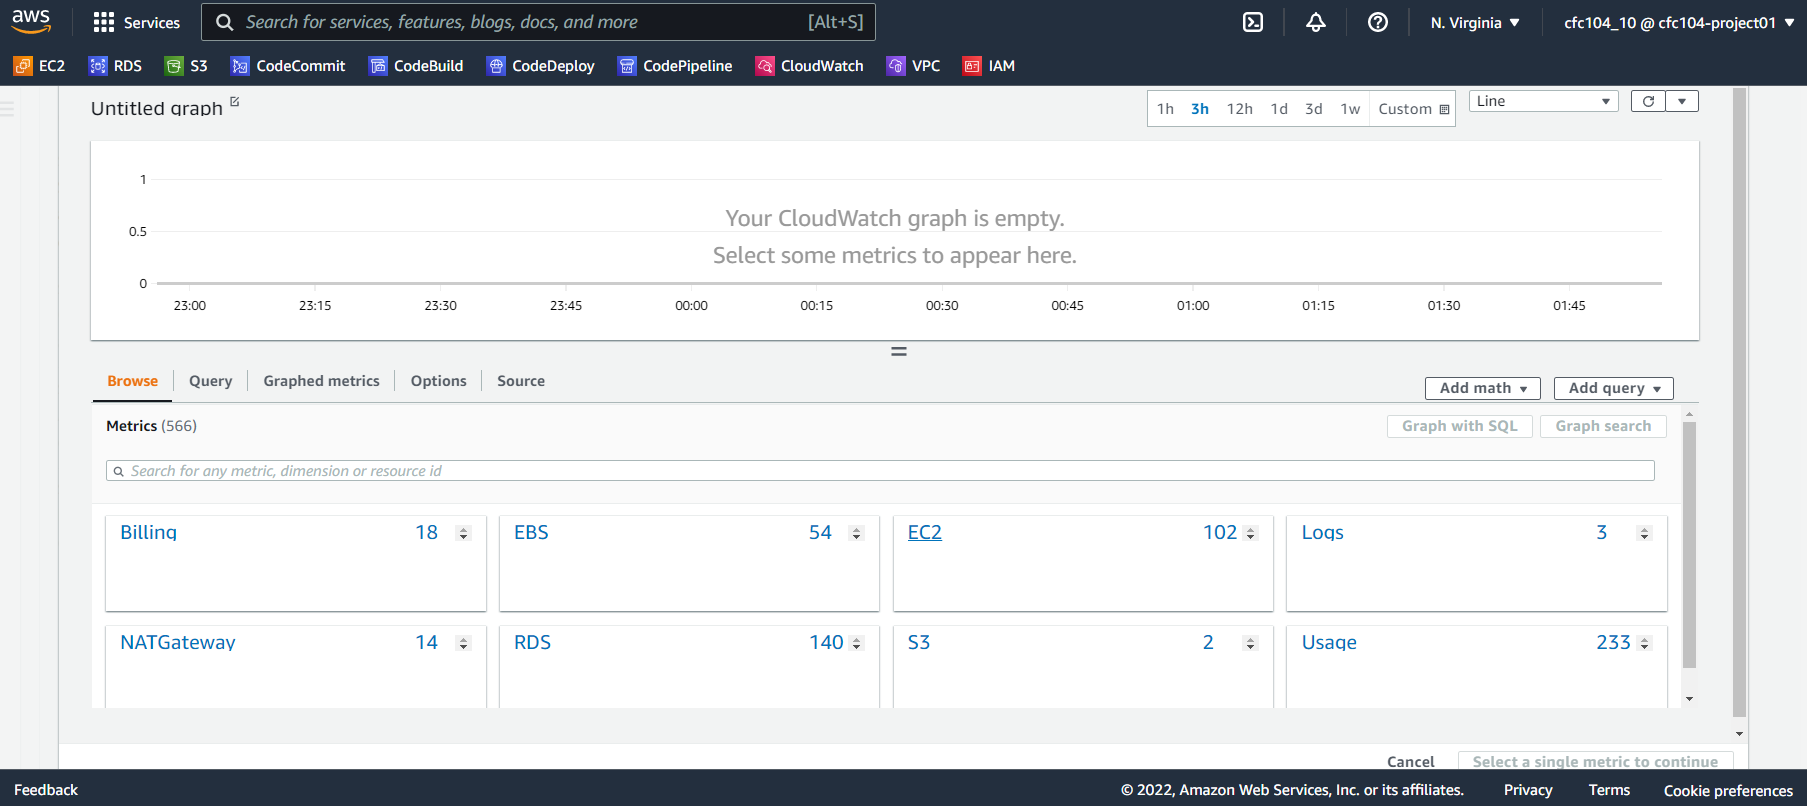 aws
Services
Search for services, features, blogs, docs, and more [Alt+S]
N. Virginia
cfc104_10 @ cfc104-project01
EC2 RDS S3 CodeCommit CodeBuild CodeDeploy CodePipeline CloudWatch VPC IAM
Untitled graph
1h 3h 12h 1d 3d 1w Custom
Line
1
Your CloudWatch graph is empty.
0.5
Select some metrics to appear here.
0
23:00 23:15 23:30 23:45 00:00 00:15 00:30 00:45 01:00 01:15 01:30 01:45
Browse Query Graphed metrics Options Source
Add math Add query
Metrics (566)
Graph with SQL Graph search
Search for any metric, dimension or resource id
Billing 18 EBS 54 EC2 102 Logs 3
NATGateway 14 RDS 140 S3 2 Usage 233
Cancel Select a single metric to continue
Feedback © 2022, Amazon Web Services, Inc. or its affiliates. Privacy Terms Cookie preferences